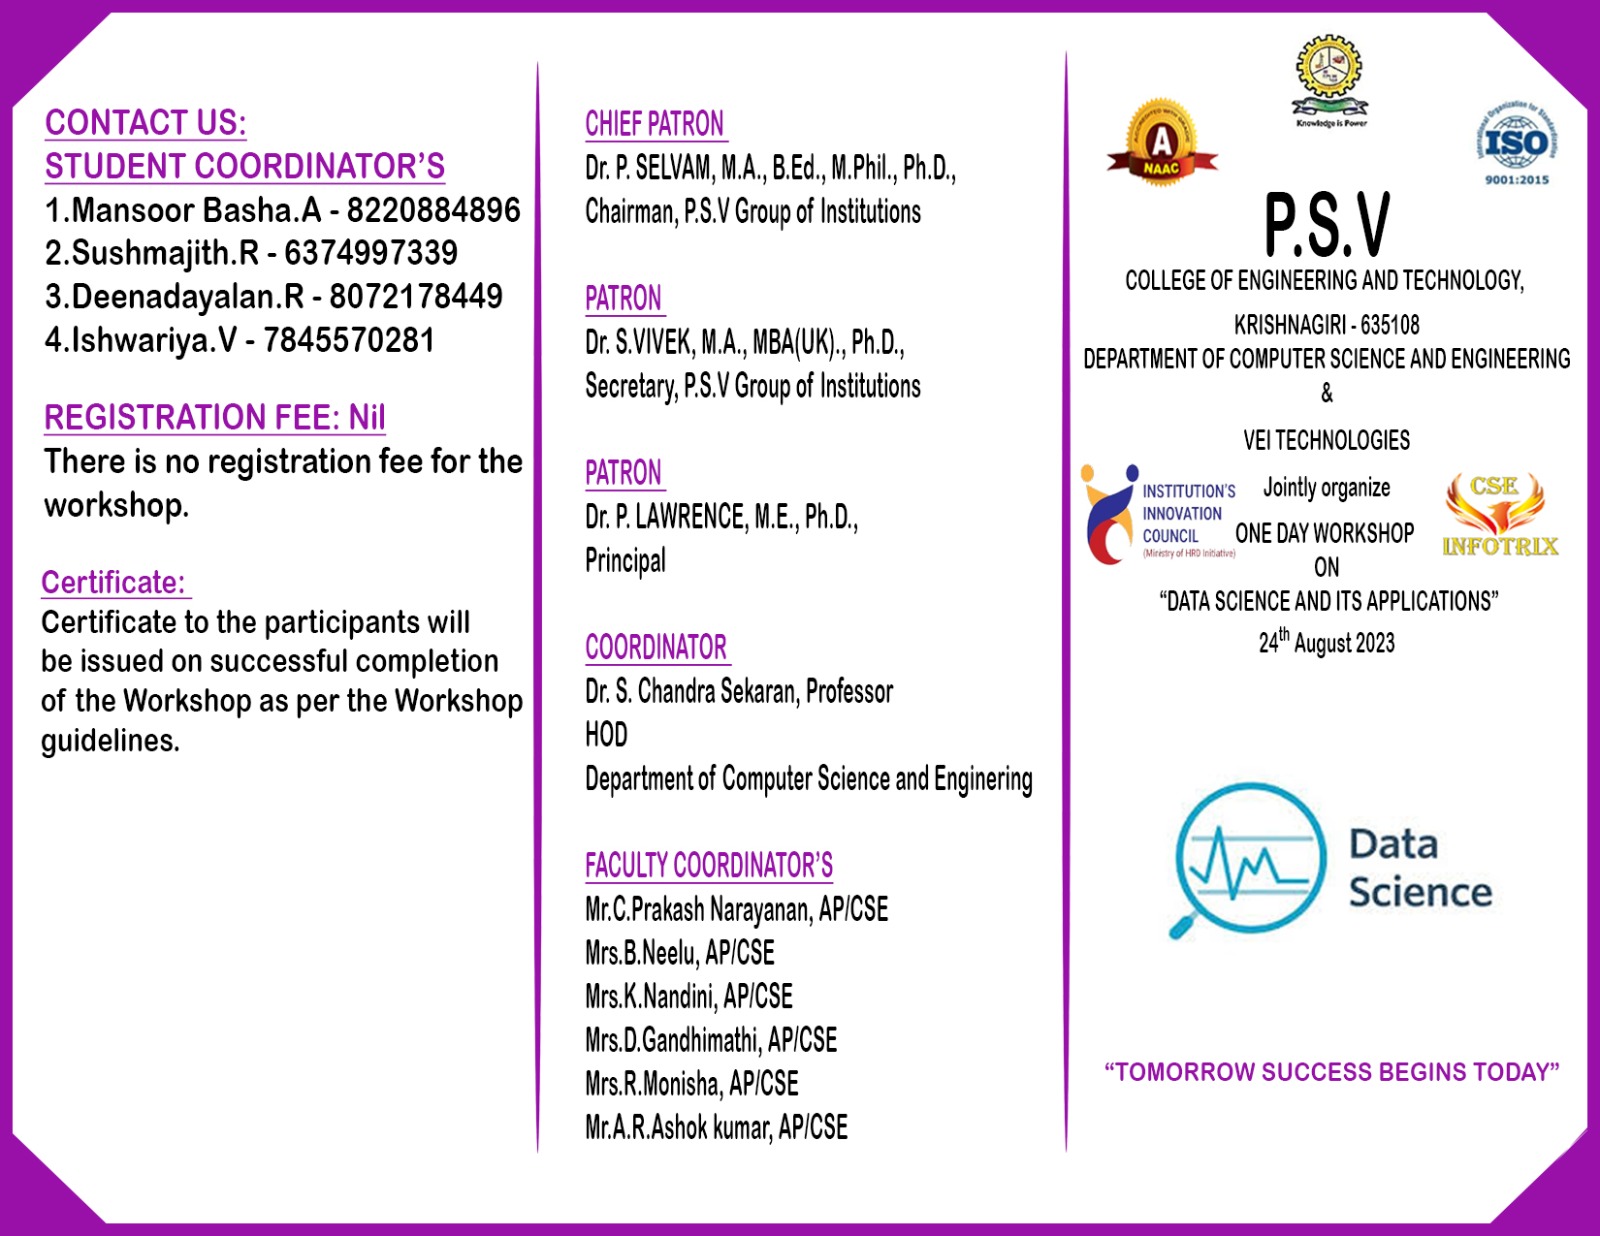 CONTACT US:
STUDENT COORDINATOR’S
1.Mansoor Basha.A - 8220884896
2.Sushmajith.R - 6374997339
3.Deenadayalan.R - 8072178449
4.Ishwariya.V - 7845570281
REGISTRATION FEE: Nil
There is no registration fee for the
workshop.
Certificate:
Certificate to the participants will
be issued on successful completion
of the Workshop as per the Workshop
guidelines.
CHIEF PATRON
Dr. P. SELVAM, M.A., B.Ed., M.Phil., Ph.D.,
Chairman, P.S.V Group of Institutions
PATRON
Dr. S.VIVEK, M.A., MBA(UK)., Ph.D.,
Secretary, P.S.V Group of Institutions
PATRON
Dr. P. LAWRENCE, M.E., Ph.D.,
Principal
COORDINATOR
Dr. S. Chandra Sekaran, Professor
HOD
Department of Computer Science and Enginering
FACULTY COORDINATOR’S
Mr.C.Prakash Narayanan, AP/CSE
Mrs.B.Neelu, AP/CSE
Mrs.K.Nandini, AP/CSE
Mrs.D.Gandhimathi, AP/CSE
Mrs.R.Monisha, AP/CSE
Mr.A.R.Ashok kumar, AP/CSE
Knowledge is Power
ACCREDITED WITH GRADE
A
NAAC
International Organization for Standardization
ISO
9001:2015
P.S.V
COLLEGE OF ENGINEERING AND TECHNOLOGY,
KRISHNAGIRI - 635108
DEPARTMENT OF COMPUTER SCIENCE AND ENGINEERING
&
VEI TECHNOLOGIES
INSTITUTION'S
INNOVATION
COUNCIL
(Ministry of HRD Initiative)
Jointly organize
ONE DAY WORKSHOP
ON
CSE
INFOTRIX
“DATA SCIENCE AND ITS APPLICATIONS”
24th August 2023
Data
Science
“TOMORROW SUCCESS BEGINS TODAY”